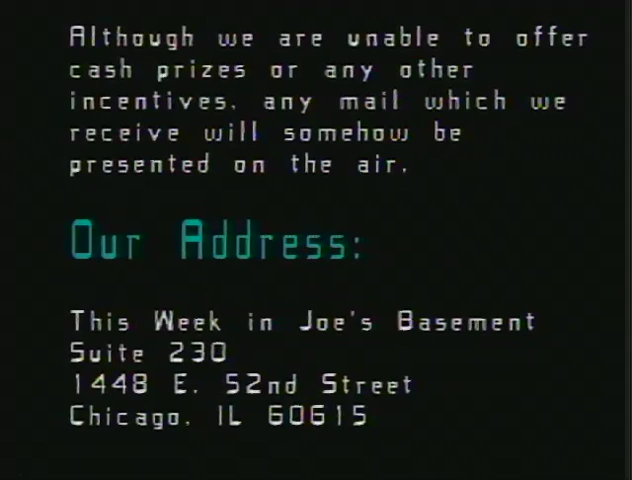 Although we are unable to offer
cash prizes or any other
incentives, any mail which we
receive will somehow be
presented on the air.
Our Address:
This Week in Joe's Basement
Suite 230
1448 E. 52nd Street
Chicago, IL 60615